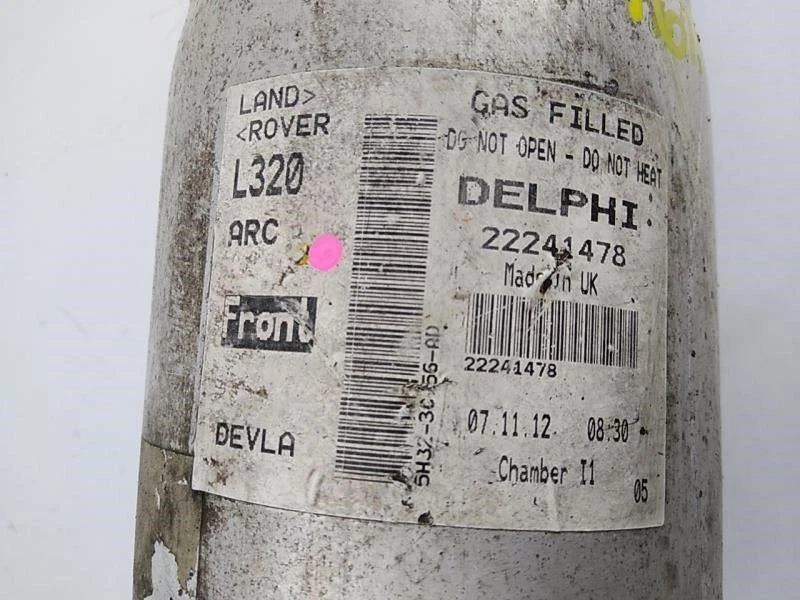 LAND>
<ROVER
L320
ARC
Front
DEVLA
GAS FILLED
DO NOT OPEN - DO NOT HEAT
DELPHI
22241478
Made in UK
22241478
07.11.12 08:30
Chamber I1
05